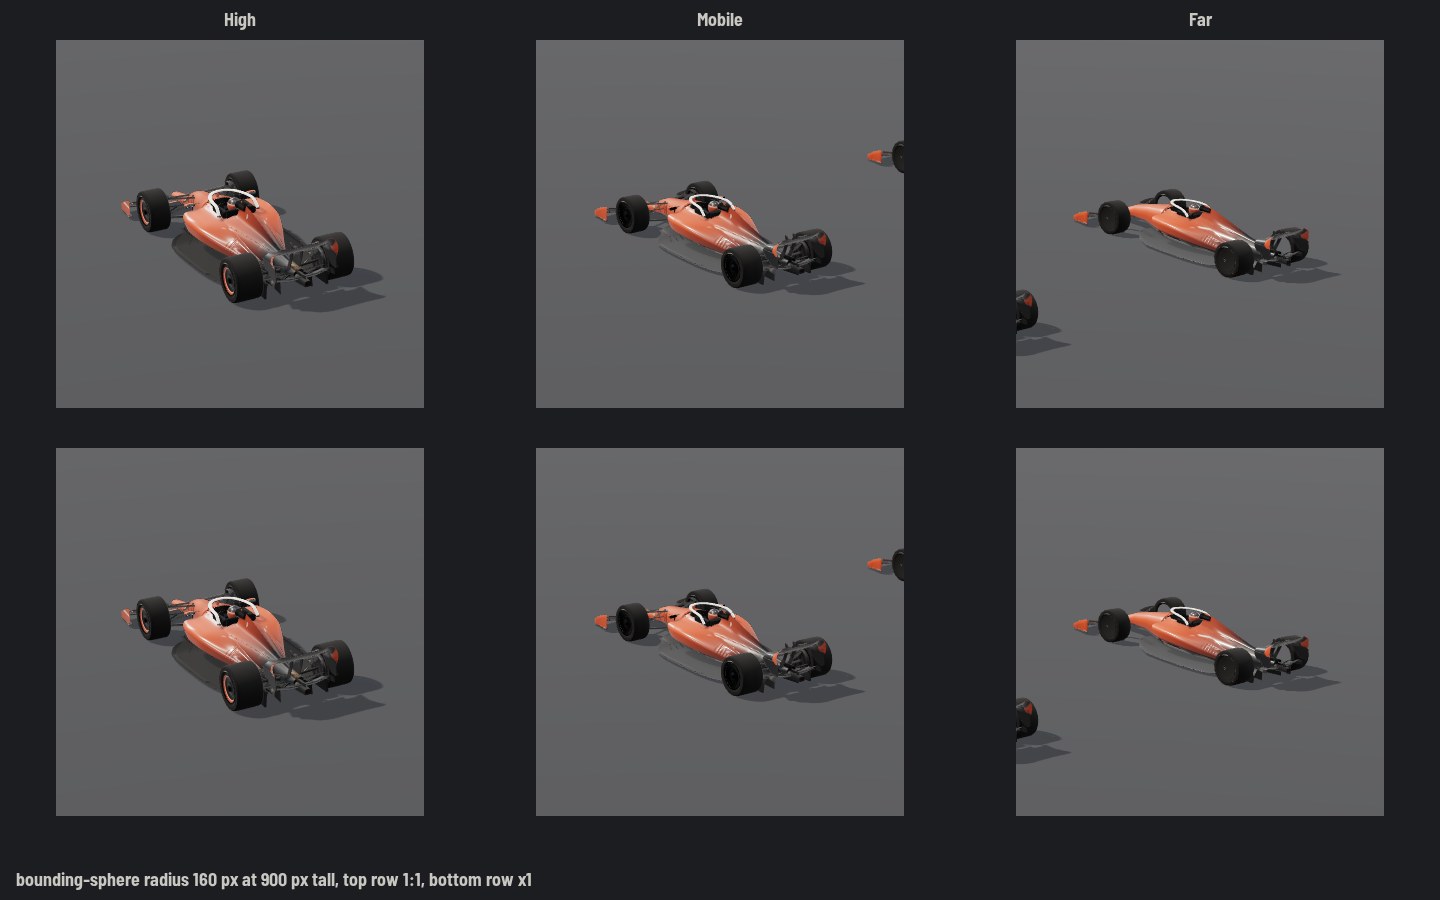 High
Mobile
Far
bounding-sphere radius 160 px at 900 px tall, top row 1:1, bottom row x1